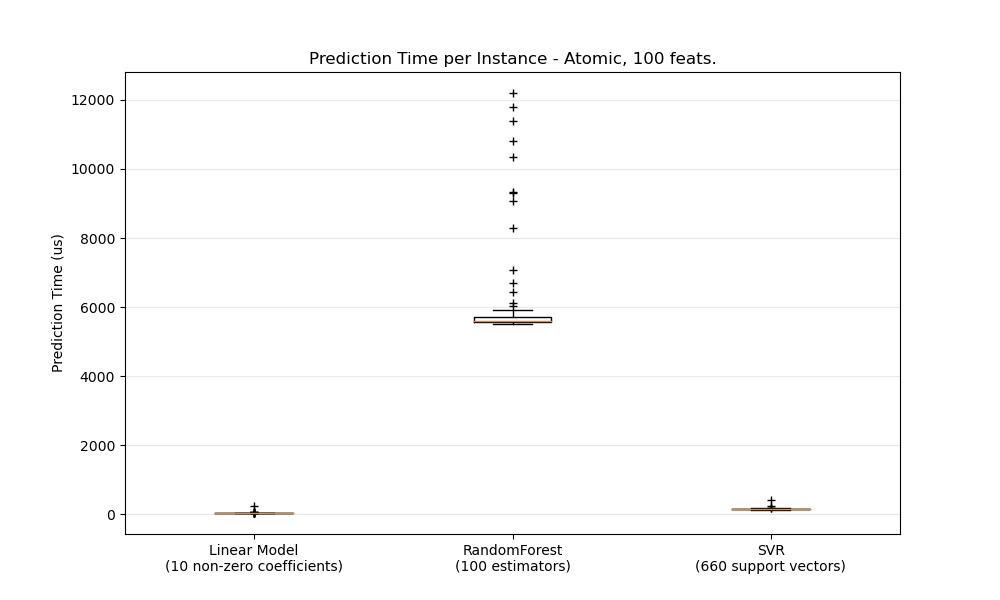 Prediction Time per Instance - Atomic, 100 feats.
Prediction Time (us)
12000
10000
8000
6000
4000
2000
0
Linear Model
(10 non-zero coefficients)
RandomForest
(100 estimators)
SVR
(660 support vectors)